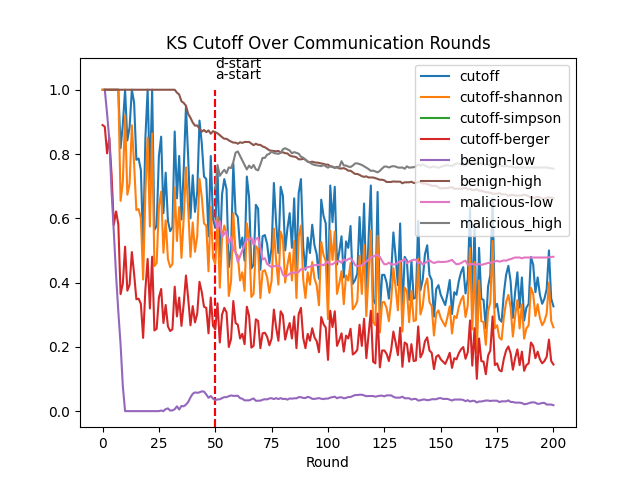 KS Cutoff Over Communication Rounds
d-start
a-start
cutoff
cutoff-shannon
cutoff-simpson
cutoff-berger
benign-low
benign-high
malicious-low
malicious_high
1.0
0.8
0.6
0.4
0.2
0.0
0 25 50 75 100 125 150 175 200
Round